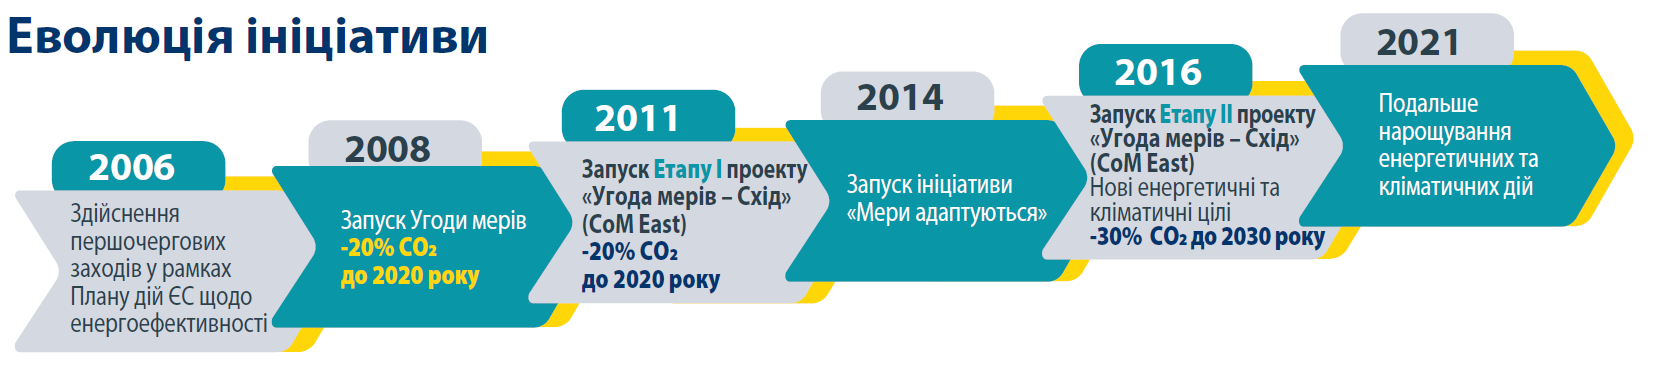 Еволюція ініціативи
2006
Здійснення
першочергових
заходів у рамках
Плану дій ЄС щодо
енергоефективності
2008
Запуск Угоди мерів
-20% CO₂
до 2020 року
2011
Запуск Етапу І проекту
«Угода мерів – Схід»
(CoM East)
-20% CO₂
до 2020 року
2014
Запуск ініціативи
«Мери адаптуються»
2016
Запуск Етапу ІІ проекту
«Угода мерів – Схід»
(CoM East)
Нові енергетичні та
кліматичні цілі
-30% CO₂ до 2030 року
2021
Подальше
нарощування
енергетичних та
кліматичних дій